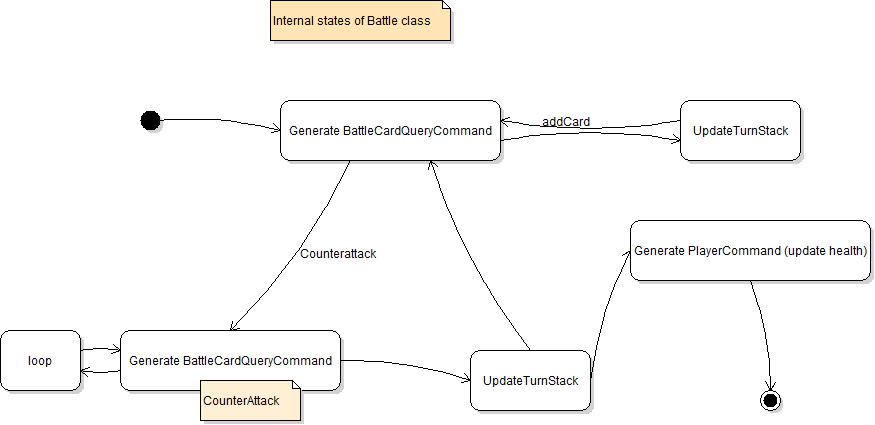 Internal states of Battle class
Generate BattleCardQueryCommand
addCard
UpdateTurnStack
Counterattack
Generate PlayerCommand (update health)
loop
Generate BattleCardQueryCommand
UpdateTurnStack
CounterAttack